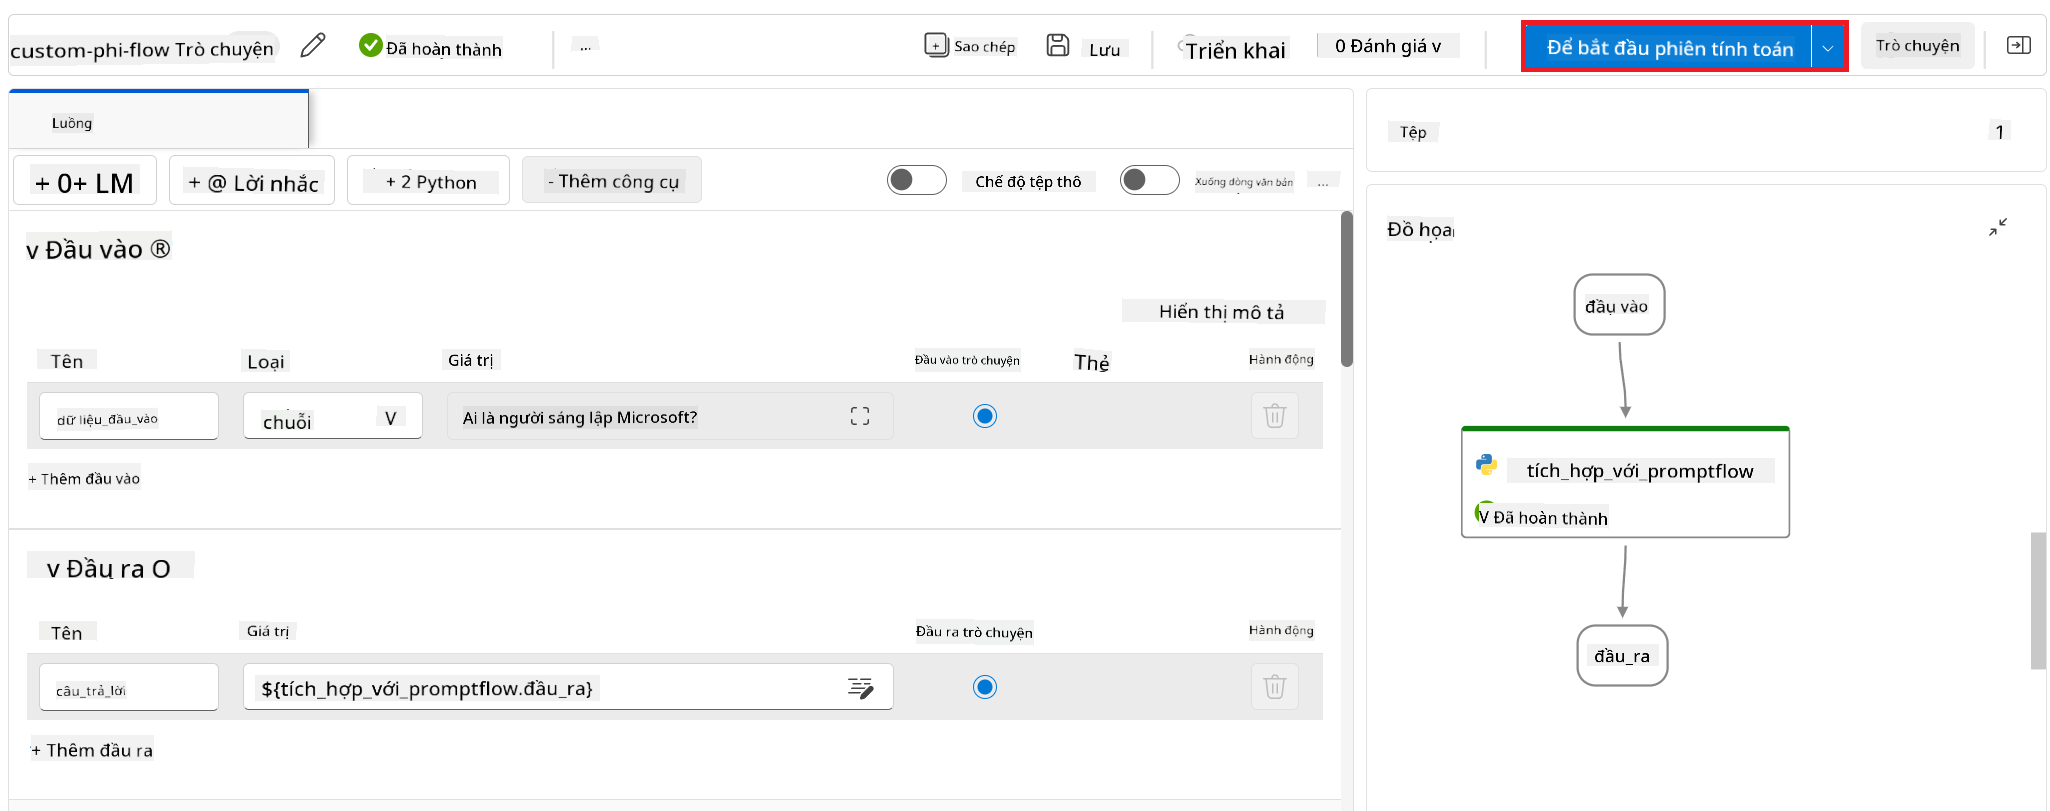 custom-phi-flow Trò chuyện Đã hoàn thành ... Sao chép Lưu Triển khai 0 Đánh giá v Để bắt đầu phiên tính toán Trò chuyện
Luồng
+ 0+ LM + @ Lời nhắc + 2 Python - Thêm công cụ Chế độ tệp thô Xuống dòng văn bản ...
v Đầu vào ®
Hiển thị mô tả
Tên Loại Giá trị Đầu vào trò chuyện Thẻ Hành động
dữ liệu_đầu_vào chuỗi V Ai là người sáng lập Microsoft?
+ Thêm đầu vào
v Đầu ra O
Tên Giá trị Đầu ra trò chuyện Hành động
câu_trả_lời ${tích_hợp_với_promptflow.đầu_ra}
+ Thêm đầu ra
Tệp 1
Đồ họa
đầu vào
tích_hợp_với_promptflow
V Đã hoàn thành
đầu_ra